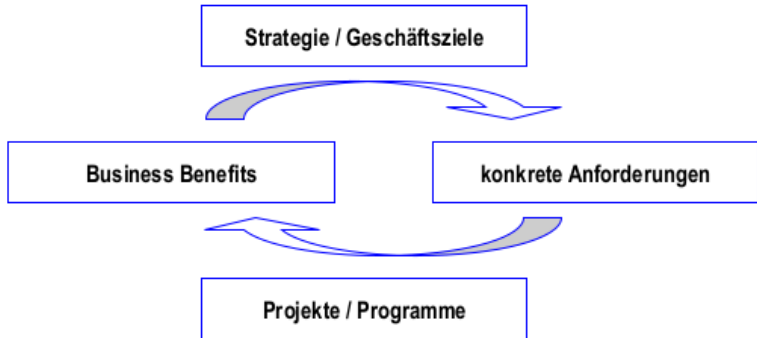 Strategie / Geschäftsziele
Business Benefits
konkrete Anforderungen
Projekte / Programme